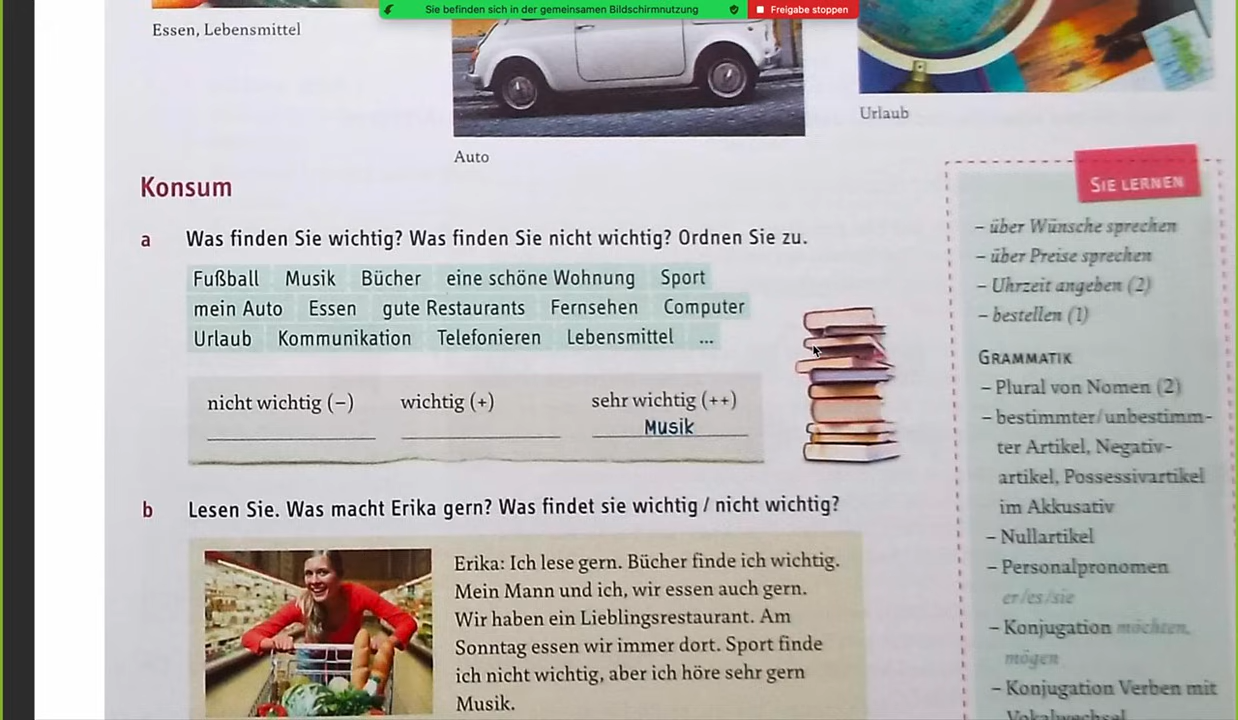 Sie befinden sich in der gemeinsamen Bildschirmnutzung
Freigabe stoppen
Essen, Lebensmittel
Auto
Urlaub
Konsum
a Was finden Sie wichtig? Was finden Sie nicht wichtig? Ordnen Sie zu.
Fußball Musik Bücher eine schöne Wohnung Sport
mein Auto Essen gute Restaurants Fernsehen Computer
Urlaub Kommunikation Telefonieren Lebensmittel ...
nicht wichtig (–) wichtig (+) sehr wichtig (++)
Musik
b Lesen Sie. Was macht Erika gern? Was findet sie wichtig / nicht wichtig?
Erika: Ich lese gern. Bücher finde ich wichtig.
Mein Mann und ich, wir essen auch gern.
Wir haben ein Lieblingsrestaurant. Am
Sonntag essen wir immer dort. Sport finde
ich nicht wichtig, aber ich höre sehr gern
Musik.
SIE LERNEN
– über Wünsche sprechen
– über Preise sprechen
– Uhrzeit angeben (2)
– bestellen (1)
GRAMMATIK
– Plural von Nomen (2)
– bestimmter/unbestimm-
ter Artikel, Negativ-
artikel, Possessivartikel
im Akkusativ
– Nullartikel
– Personalpronomen
er/es/sie
– Konjugation möchten,
mögen
– Konjugation Verben mit
Vokalwechsel